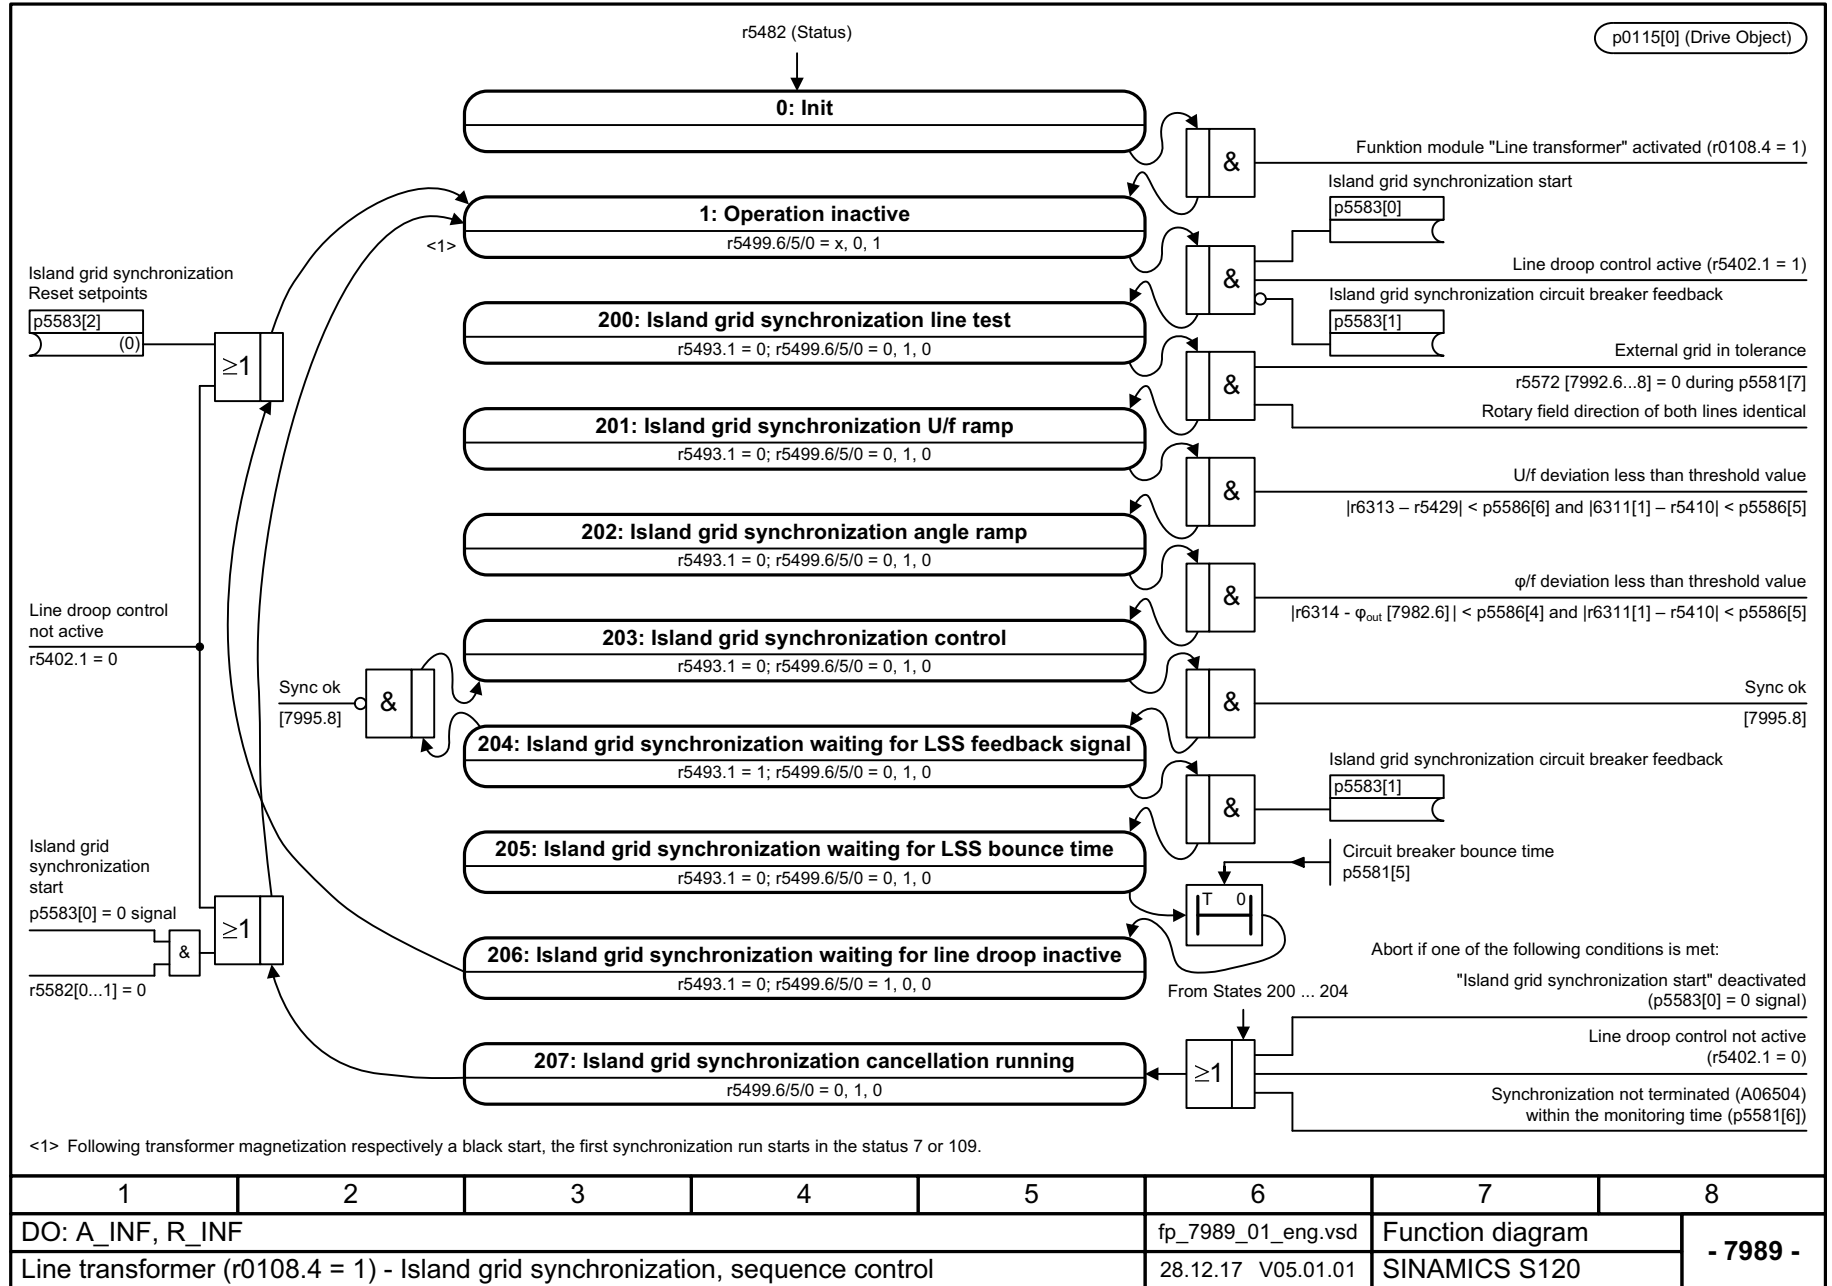 r5482 (Status)
p0115[0] (Drive Object)
0: Init
&
Funktion module "Line transformer" activated (r0108.4 = 1)
1: Operation inactive
r5499.6/5/0 = x, 0, 1
<1>
Island grid synchronization start
p5583[0]
&
Line droop control active (r5402.1 = 1)
Island grid synchronization circuit breaker feedback
p5583[1]
Island grid synchronization
Reset setpoints
p5583[2]
(0)
≥1
200: Island grid synchronization line test
r5493.1 = 0; r5499.6/5/0 = 0, 1, 0
&
External grid in tolerance
r5572 [7992.6...8] = 0 during p5581[7]
Rotary field direction of both lines identical
201: Island grid synchronization U/f ramp
r5493.1 = 0; r5499.6/5/0 = 0, 1, 0
&
U/f deviation less than threshold value
|r6313 – r5429| < p5586[6] and |6311[1] – r5410| < p5586[5]
202: Island grid synchronization angle ramp
r5493.1 = 0; r5499.6/5/0 = 0, 1, 0
&
φ/f deviation less than threshold value
|r6314 - φout [7982.6]| < p5586[4] and |r6311[1] – r5410| < p5586[5]
Line droop control
not active
r5402.1 = 0
203: Island grid synchronization control
r5493.1 = 0; r5499.6/5/0 = 0, 1, 0
Sync ok
[7995.8]
&
&
Sync ok
[7995.8]
204: Island grid synchronization waiting for LSS feedback signal
r5493.1 = 1; r5499.6/5/0 = 0, 1, 0
&
Island grid synchronization circuit breaker feedback
p5583[1]
205: Island grid synchronization waiting for LSS bounce time
r5493.1 = 0; r5499.6/5/0 = 0, 1, 0
Circuit breaker bounce time
p5581[5]
T 0
Island grid
synchronization
start
p5583[0] = 0 signal
&
≥1
r5582[0...1] = 0
206: Island grid synchronization waiting for line droop inactive
r5493.1 = 0; r5499.6/5/0 = 1, 0, 0
From States 200 ... 204
Abort if one of the following conditions is met:
"Island grid synchronization start" deactivated
(p5583[0] = 0 signal)
Line droop control not active
(r5402.1 = 0)
Synchronization not terminated (A06504)
within the monitoring time (p5581[6])
≥1
207: Island grid synchronization cancellation running
r5499.6/5/0 = 0, 1, 0
<1> Following transformer magnetization respectively a black start, the first synchronization run starts in the status 7 or 109.
1 2 3 4 5 6 7 8
DO: A_INF, R_INF
fp_7989_01_eng.vsd
Function diagram
- 7989 -
Line transformer (r0108.4 = 1) - Island grid synchronization, sequence control
28.12.17 V05.01.01
SINAMICS S120